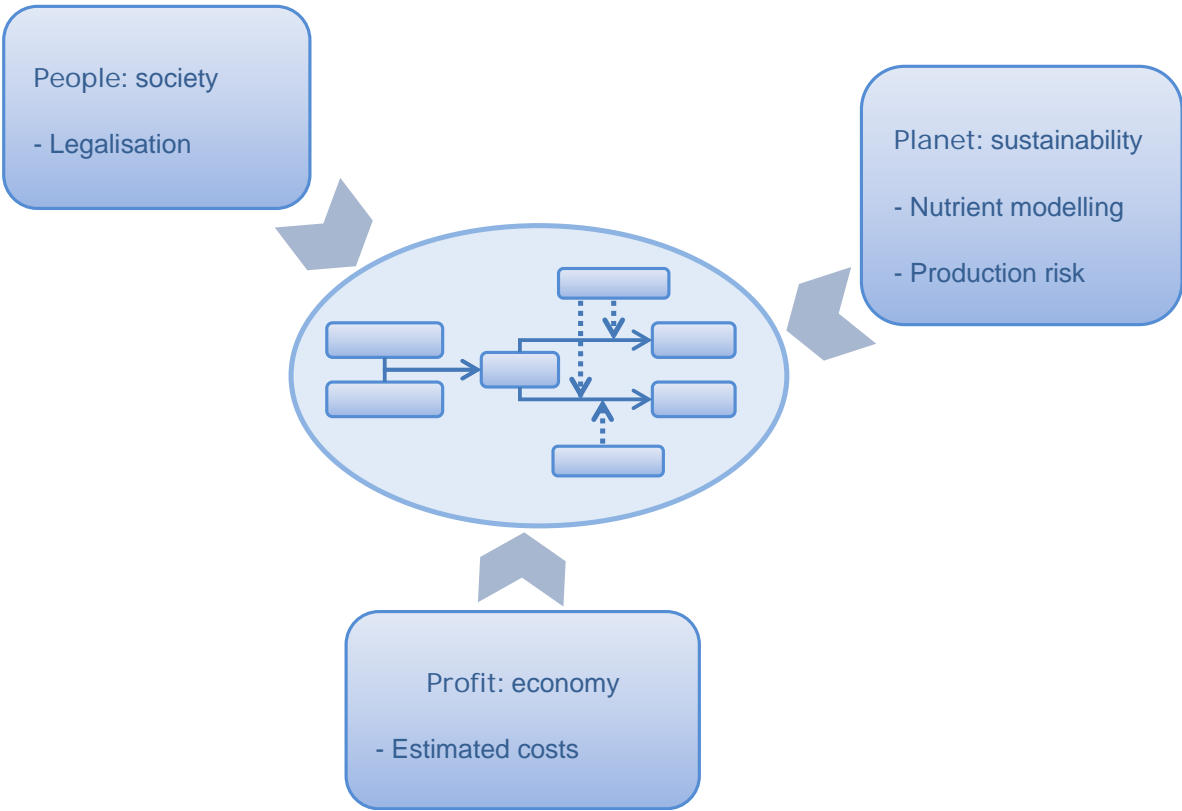 People: society
- Legalisation
Planet: sustainability
- Nutrient modelling
- Production risk
Profit: economy
- Estimated costs